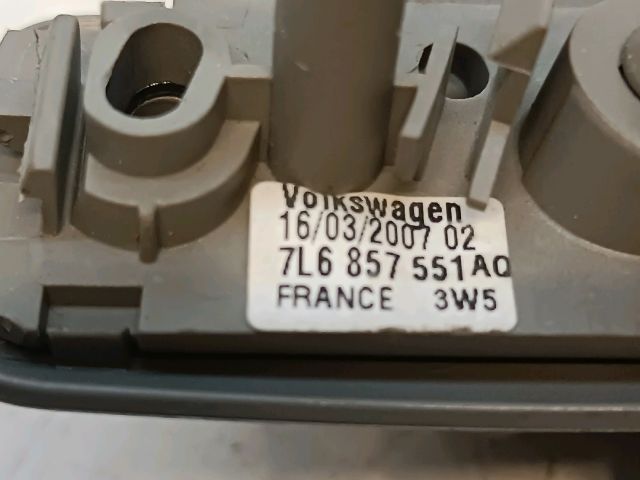 Volkswagen
16/03/2007 02
7L6 857 551AQ
FRANCE 3W5